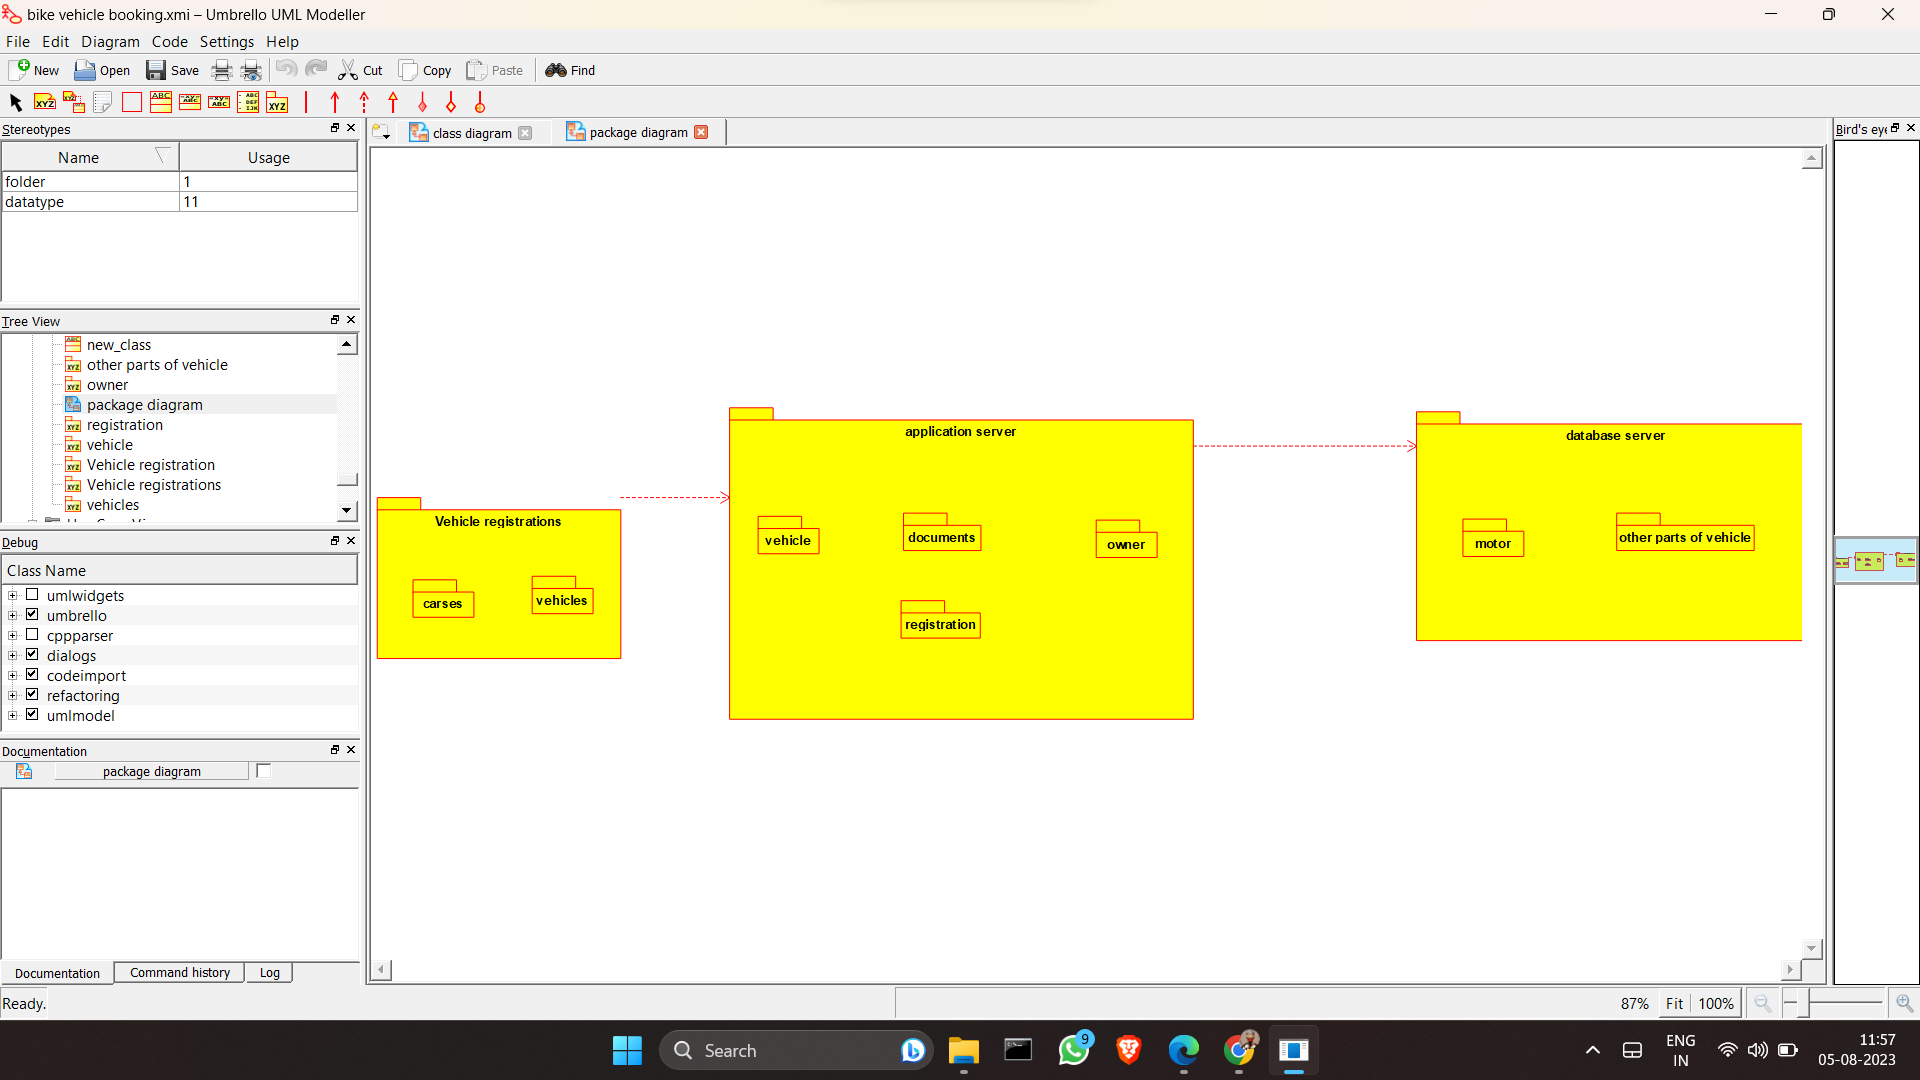 bike vehicle booking.xmi – Umbrello UML Modeller
File Edit Diagram Code Settings Help
New Open Save Cut Copy Paste Find
Stereotypes
Name Usage
folder 1
datatype 11
Tree View
new_class
other parts of vehicle
owner
package diagram
registration
vehicle
Vehicle registration
Vehicle registrations
vehicles
Debug
Class Name
umlwidgets
umbrello
cppparser
dialogs
codeimport
refactoring
umlmodel
Documentation
package diagram
Documentation Command history Log
class diagram package diagram
Vehicle registrations
carses vehicles
application server
vehicle documents owner
registration
database server
motor other parts of vehicle
Bird's eye
Ready.
87% Fit 100%
Search
9
ENG
IN
11:57
05-08-2023